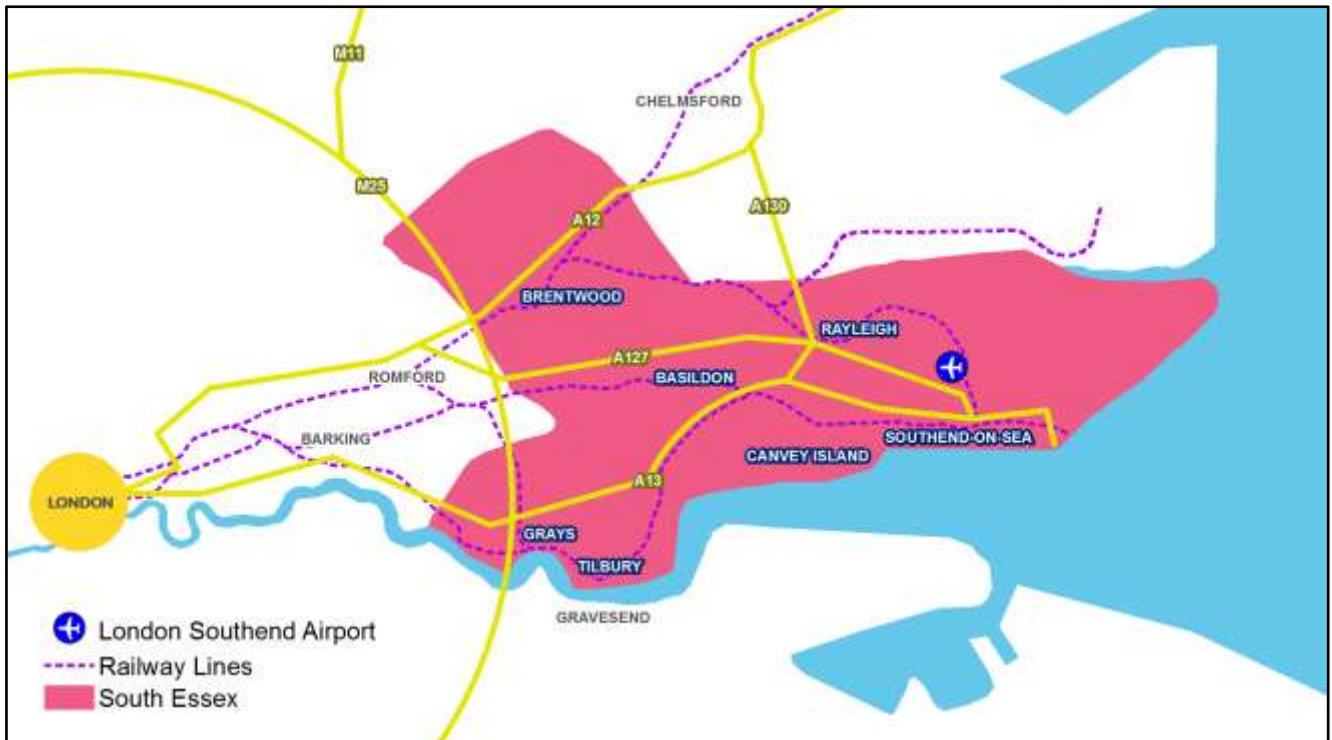 M11
CHELMSFORD
M25
A12
A130
BRENTWOOD
RAYLEIGH
A127
ROMFORD
BASILDON
BARKING
SOUTHEND-ON-SEA
CANVEY ISLAND
A13
LONDON
GRAYS
TILBURY
GRAVESEND
London Southend Airport
Railway Lines
South Essex